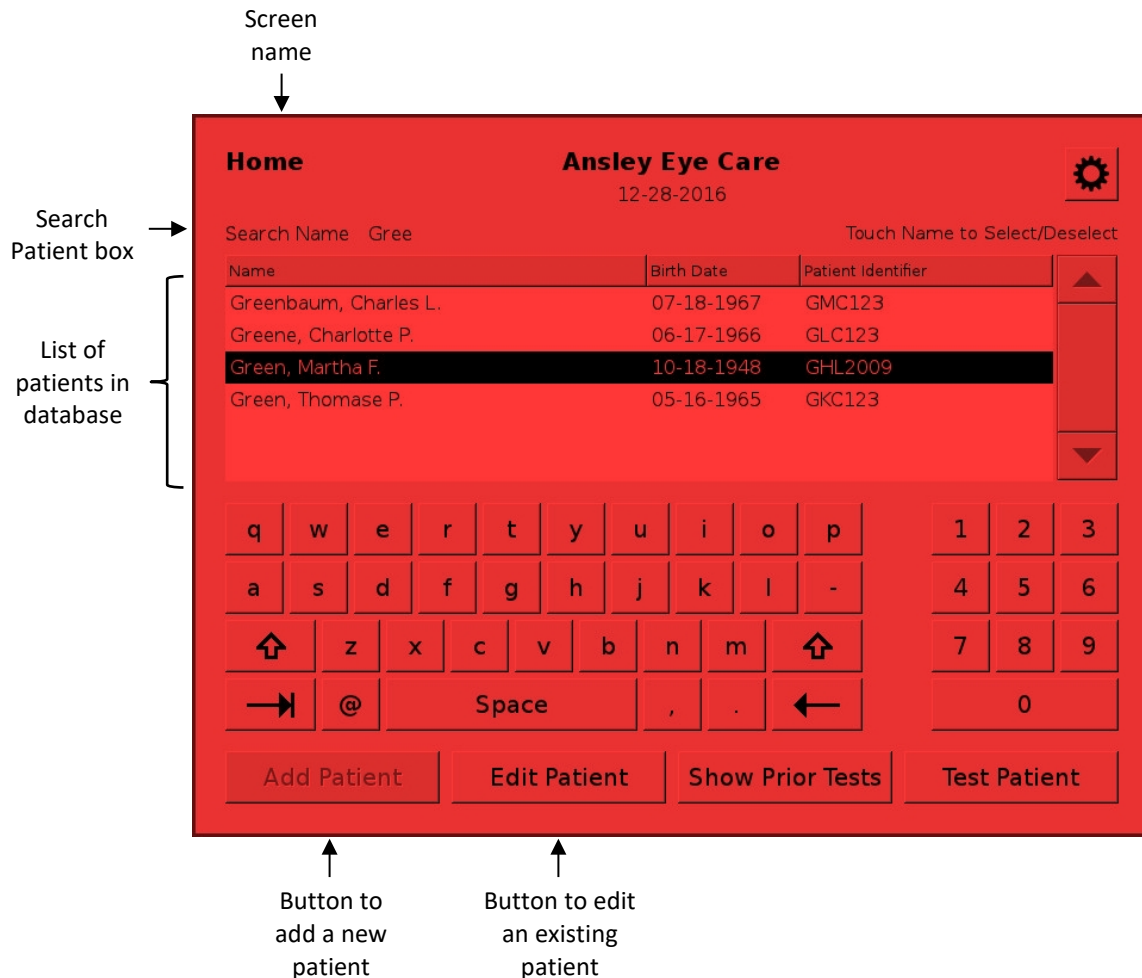 Screen
name
Home
Ansley Eye Care
12-28-2016
Search
Patient box
Search Name Gree
Touch Name to Select/Deselect
Name Birth Date Patient Identifier
Greenbaum, Charles L. 07-18-1967 GMC123
Greene, Charlotte P. 06-17-1966 GLC123
Green, Martha F. 10-18-1948 GHL2009
Green, Thomase P. 05-16-1965 GKC123
List of
patients in
database
q w e r t y u i o p 1 2 3
a s d f g h j k l - 4 5 6
z x c v b n m 7 8 9
@ Space , . 0
Add Patient Edit Patient Show Prior Tests Test Patient
Button to
add a new
patient
Button to edit
an existing
patient